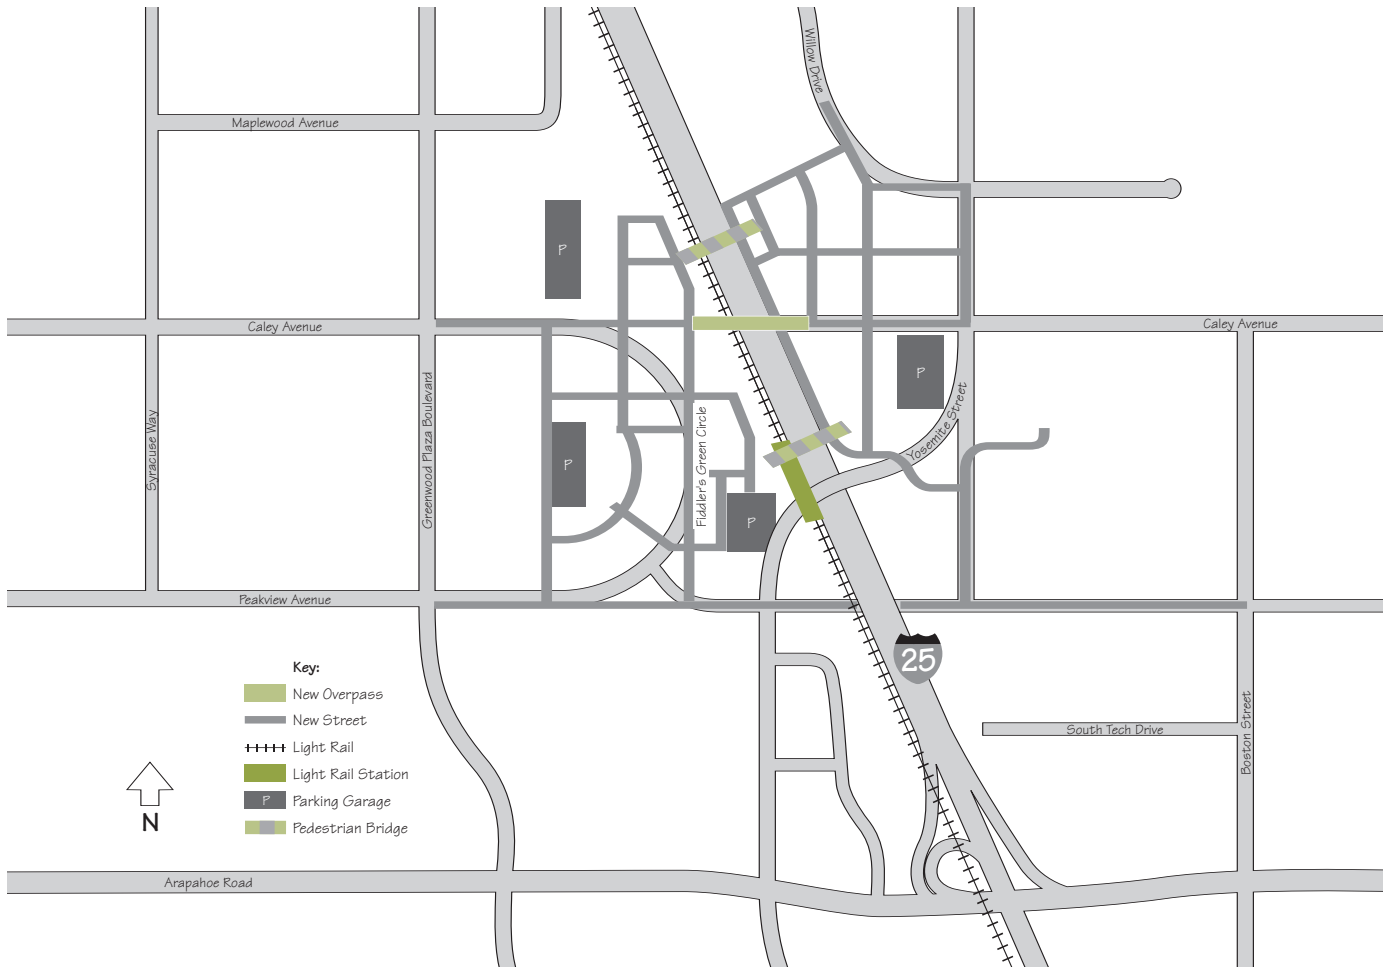 Willow Drive
Maplewood Avenue
P
Caley Avenue
Caley Avenue
P
Syracuse Way
Greenwood Plaza Boulevard
Fiddler's Green Circle
Yosemite Street
P
P
Peakview Avenue
25
Key:
New Overpass
New Street
Light Rail
Light Rail Station
P Parking Garage
Pedestrian Bridge
N
South Tech Drive
Boston Street
Arapahoe Road